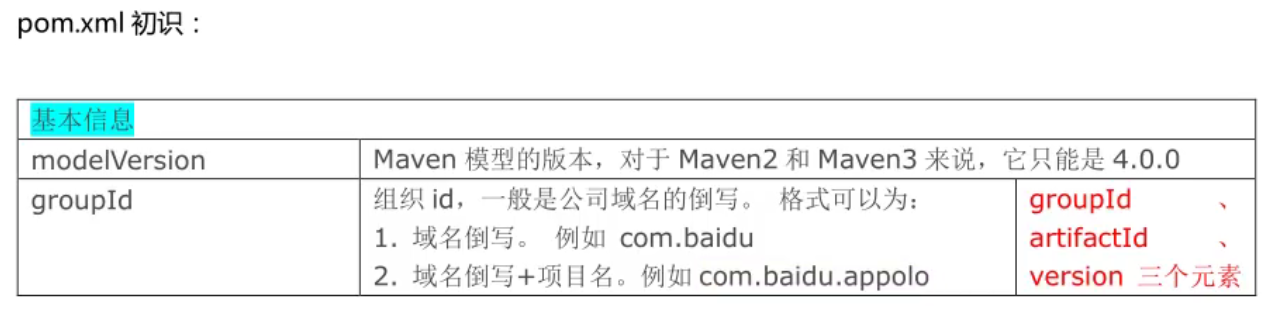 pom.xml 初识：
基本信息
modelVersion
Maven 模型的版本，对于 Maven2 和 Maven3 来说，它只能是 4.0.0
groupId
组织 id，一般是公司域名的倒写。 格式可以为：
1. 域名倒写。 例如 com.baidu
2. 域名倒写+项目名。例如 com.baidu.appolo
groupId 、
artifactId 、
version 三个元素